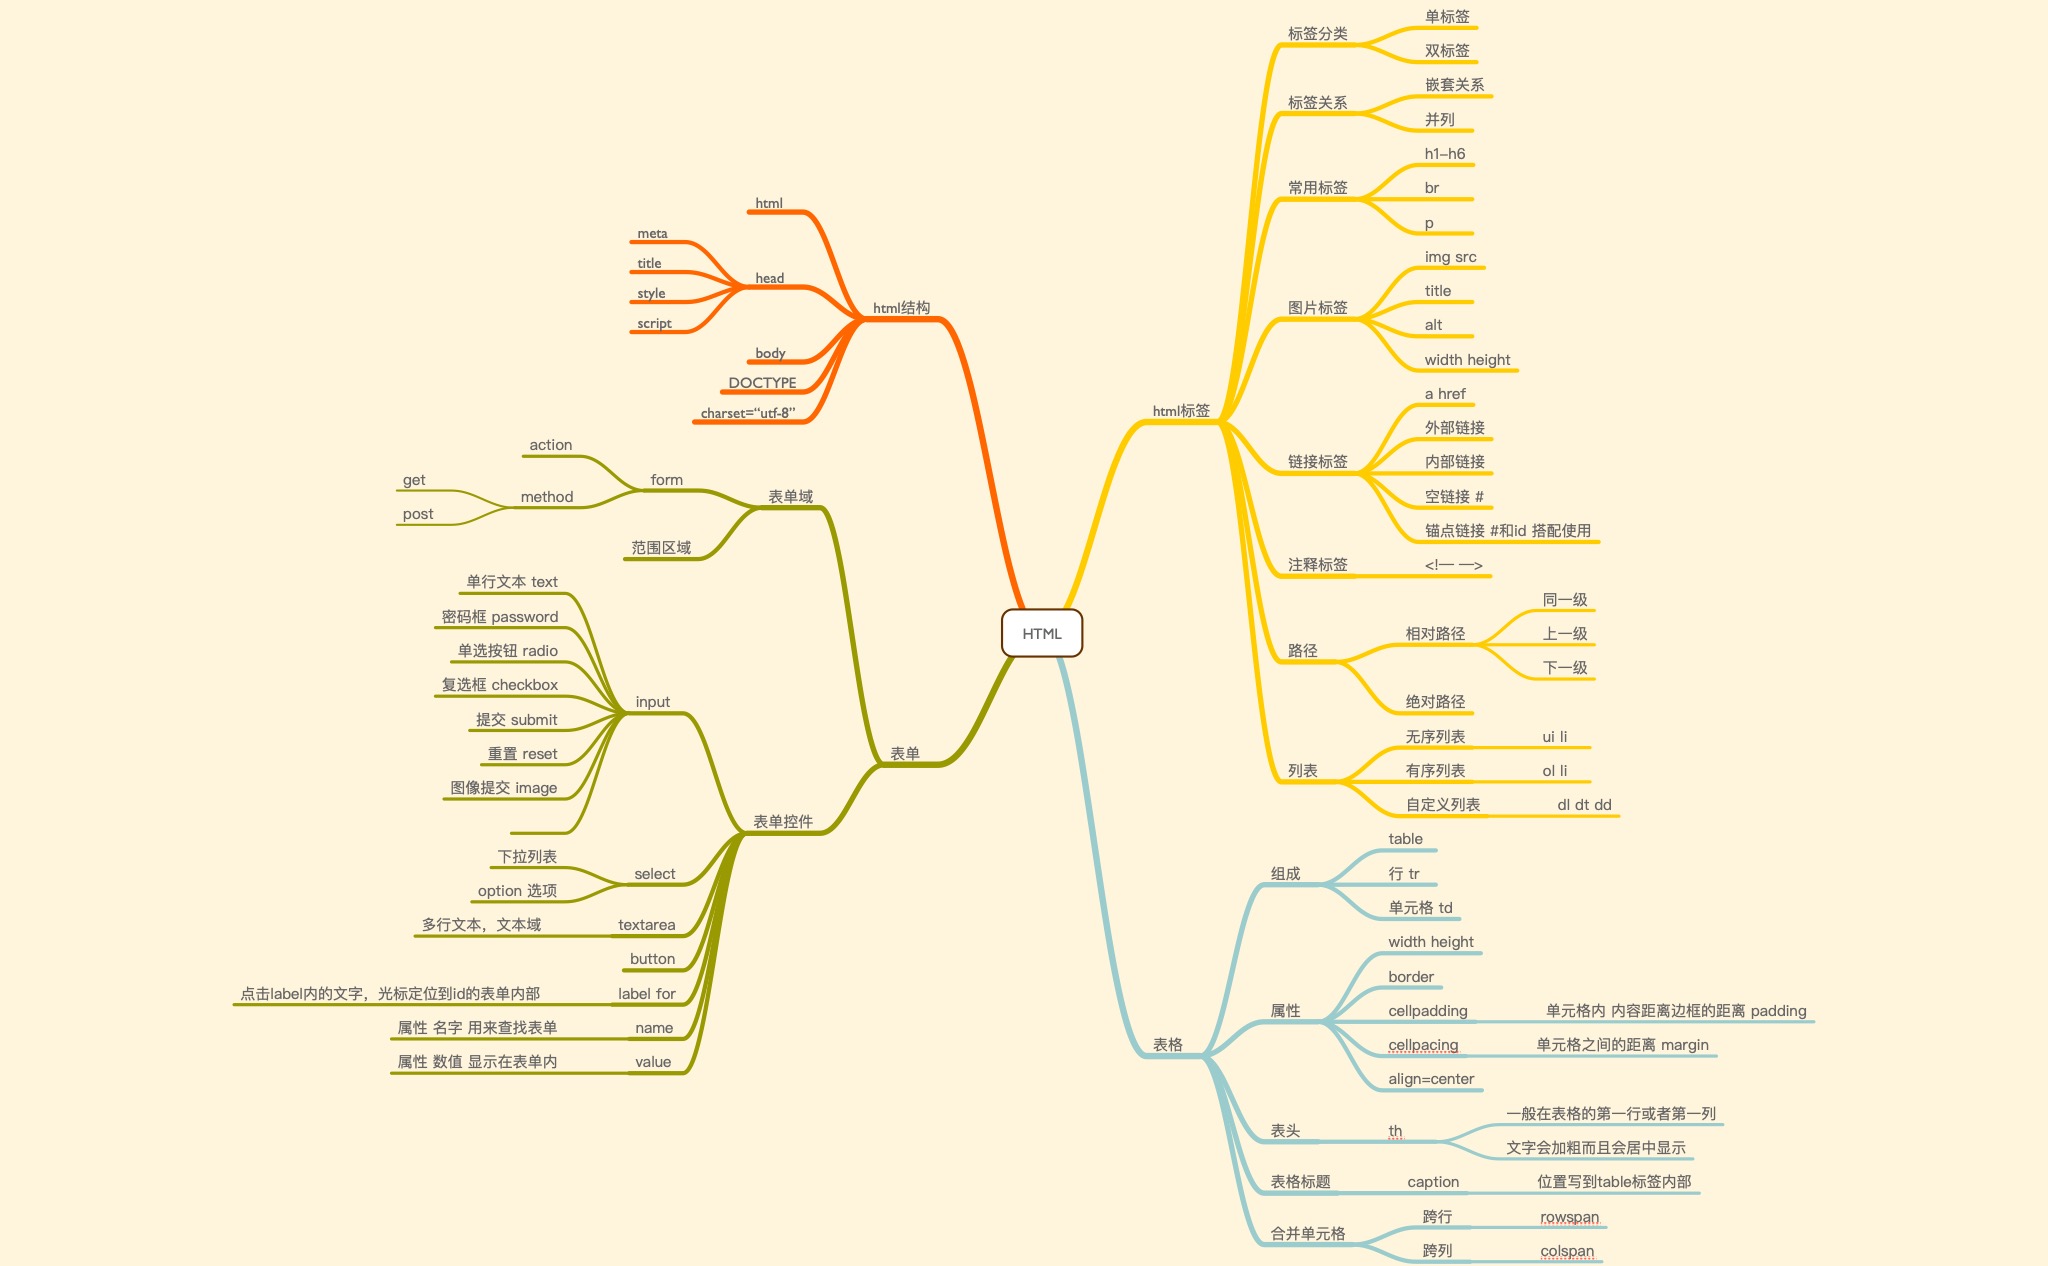 HTML
html结构
html
head
meta
title
style
script
body
DOCTYPE
charset=“utf-8”
表单
表单域
form
action
method
get
post
范围区域
表单控件
input
单行文本 text
密码框 password
单选按钮 radio
复选框 checkbox
提交 submit
重置 reset
图像提交 image
select
下拉列表
option 选项
textarea
多行文本，文本域
button
label for
点击label内的文字，光标定位到id的表单内部
name
属性 名字 用来查找表单
value
属性 数值 显示在表单内
html标签
标签分类
单标签
双标签
标签关系
嵌套关系
并列
常用标签
h1–h6
br
p
图片标签
img src
title
alt
width height
链接标签
a href
外部链接
内部链接
空链接 #
锚点链接 #和id 搭配使用
注释标签
<!— —>
路径
相对路径
同一级
上一级
下一级
绝对路径
列表
无序列表
ui li
有序列表
ol li
自定义列表
dl dt dd
表格
组成
table
行 tr
单元格 td
属性
width height
border
cellpadding
单元格内 内容距离边框的距离 padding
cellpacing
单元格之间的距离 margin
align=center
表头
th
一般在表格的第一行或者第一列
文字会加粗而且会居中显示
表格标题
caption
位置写到table标签内部
合并单元格
跨行
rowspan
跨列
colspan